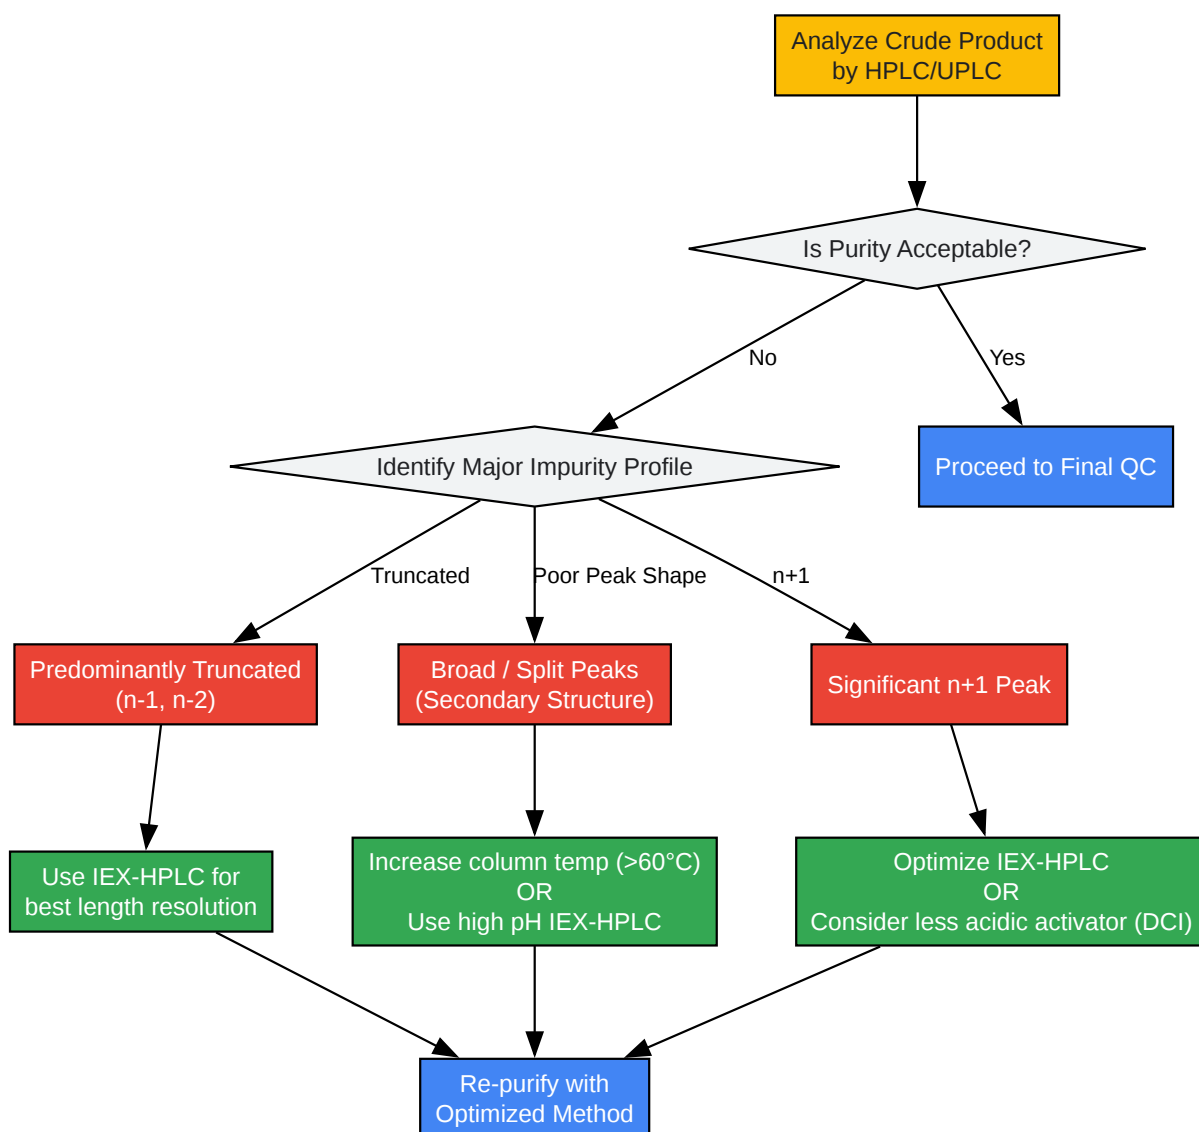 Analyze Crude Product
by HPLC/UPLC
Is Purity Acceptable?
No
Yes
Identify Major Impurity Profile
Proceed to Final QC
Truncated
Poor Peak Shape
n+1
Predominantly Truncated
(n-1, n-2)
Broad / Split Peaks
(Secondary Structure)
Significant n+1 Peak
Use IEX-HPLC for
best length resolution
Increase column temp (>60°C)
OR
Use high pH IEX-HPLC
Optimize IEX-HPLC
OR
Consider less acidic activator (DCI)
Re-purify with
Optimized Method